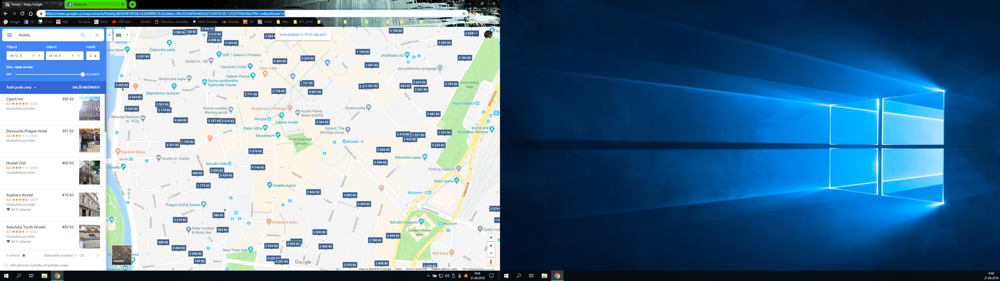 Hotely – Mapy Google
Facebook
https://www.google.cz/maps/search/Hotely/@50.0818558,14.420949,16.5z/data=!4m7!2m6!5m4!5m2!1s2019-05-12!2i2!10e3!6e3?hl=cs&authuser=0
Google
FB
ČJ-AJ
ABZ
Air Bank
IDOS
YouTube
SkolkIS
Školička u Smolíčka
MAIL Školička
Moodle
SIS
GAUK
PhD.
BYT_2018
Hotely
Příjezd
Odjezd
Hosté
ne 12. 5.
út 14. 5.
2
Max. cena za noc
0Kč
6,3 tis.Kč+
Řadit podle ceny
DALŠÍ MOŽNOSTI
Czech Inn
390 Kč
4,5 (836)
3hvězdičkový hotel
Discounts Prague Hotel
391 Kč
2,6 (484)
3hvězdičkový hotel
Hostel Chili
400 Kč
2,8 (854)
1hvězdičkový hotel
Sophie's Hostel
410 Kč
4,6 (407)
2hvězdičkový hotel
Wi-Fi zdarma
Sokolska Youth Hostel
450 Kč
3,7 (322)
2hvězdičkový hotel
Wi-Fi zdarma
O cenách
Zobrazené výsledky: 1 – 20
Aktualizovat výsledky při pohybu mapy
VYHLEDÁVAT V TÉTO OBLASTI
720 Kč
2 544 Kč
3 212 Kč
4 098 Kč
4 434 Kč
4 150 Kč
2 236 Kč
Čejkovský palác
3 557 Kč
GUP / Galerie U Prstenu
Kostel sv. Jiljí
2 403 Kč
3 225 Kč
1 156 Kč
1 601 Kč
Jindřišská věž
2 184 Kč
Havelské tržiště
Cafe~Cafe
Jeruzalémská synagoga
Galerie Vavrys
Betlémská kaple
Socha zavěšeného
Sigmunda Freuda
3 252 Kč
Náprstkovo muzeum
727 Kč
2 331 Kč
694 Kč
2 624 Kč
2 261 Kč
3 791 Kč
Vrchlického
sady
3 444 Kč
2 711 Kč
3 718 Kč
3 067 Kč
5 944 Kč
2 501 Kč
2 174 Kč
Kostel svatého
Martina ve zdi
Restaurace U Pinkasů
Kostel Panny
Marie Sněžné
Česká pošta
Hlavní nádraží
Wilsonova
Rotunda Nalezení
sv. Kříže
4 664 Kč
3 157 Kč
2 510 Kč
Můstek
Galerie Ambit
3 364 Kč
2 981 Kč
Palác Adria
DupleX, The
Rooftop Venue
Socha sira
Nicholase Wintona
Mozarteum
Františkánská
zahrada
Můstek - A
2 415 Kč
1 327 Kč
2 942 Kč
1 221 Kč
3 251 Kč
1 199 Kč
4 235 Kč
Kavárna Slavia
3 370 Kč
2 626 Kč
Kostel sv. Voršily
Národní
Petschkův palác
2 596 Kč
Národní třída
4 146 Kč
666 Kč
2 626 Kč
2 428 Kč
Parking Centrum
Státní opera
1 773 Kč
Divadlo Kalich
2 832 Kč
4 802 Kč
Muzeum - C
Legerova
Prague Golf & Games
2 403 Kč
Vinohradská
586 Kč
2 210 Kč
Vinárna U Sudu
Národní muzeum
Muzeum
Čelakovského
sady
Nebe Cocktail
& Music Bar
583 Kč
2 840 Kč
2 009 Kč
2 768 Kč
400 Kč
2 262 Kč
New Town Hall
2 544 Kč
2 020 Kč
2 685 Kč
2 296 Kč
740 Kč
2 267 Kč
Bílá kráva
2 016 Kč
2 608 Kč
2 428 Kč
Satelitní
Google
Mapová data ©2019 Google
Česko
Smluvní podmínky
Odeslat zpětnou vazbu
100 m
9:44
21.04.2019
9:44
21.04.2019